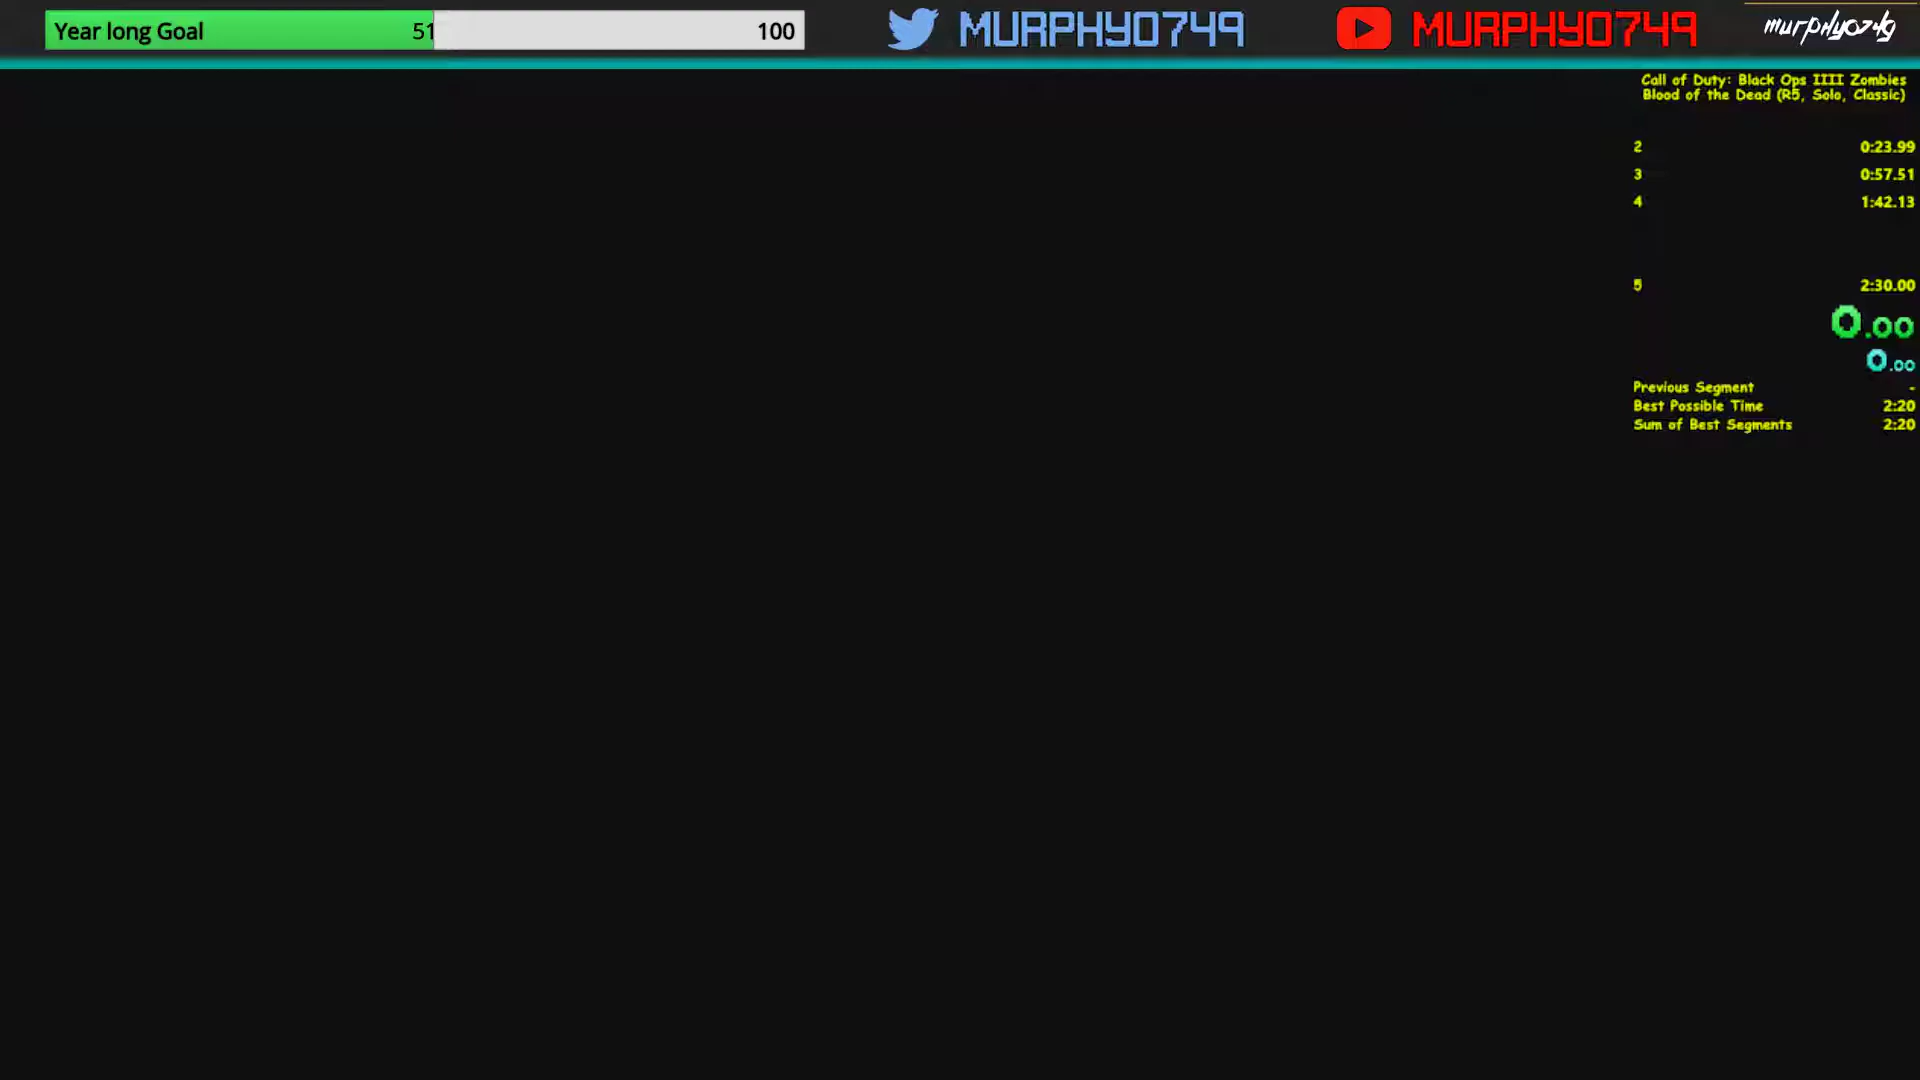 Year long Goal 51 100
MURPHY0749
MURPHY0749
murphy0749
Call of Duty: Black Ops IIII Zombies
Blood of the Dead (R5, Solo, Classic)
2 0:23.99
3 0:57.51
4 1:42.13
5 2:30.00
0.00
0.00
Previous Segment -
Best Possible Time 2:20
Sum of Best Segments 2:20